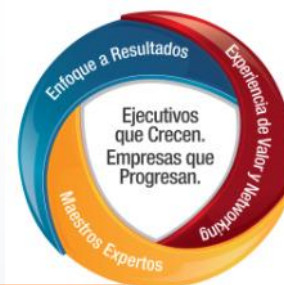 Enfoque a Resultados
Experiencia de Valor y Networking
Ejecutivos
que Crecen.
Empresas que
Progresan.
Maestros Expertos